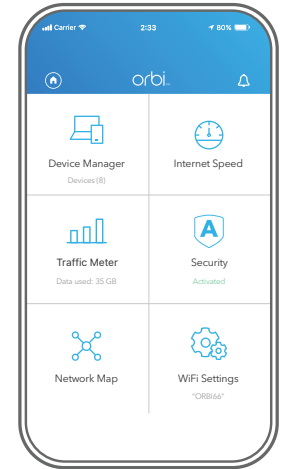 Carrier 2:33 80%
orbi
Device Manager
Devices (8)
Internet Speed
Traffic Meter
Data used: 35 GB
A
Security
Activated
Network Map
WiFi Settings
"ORBI66"